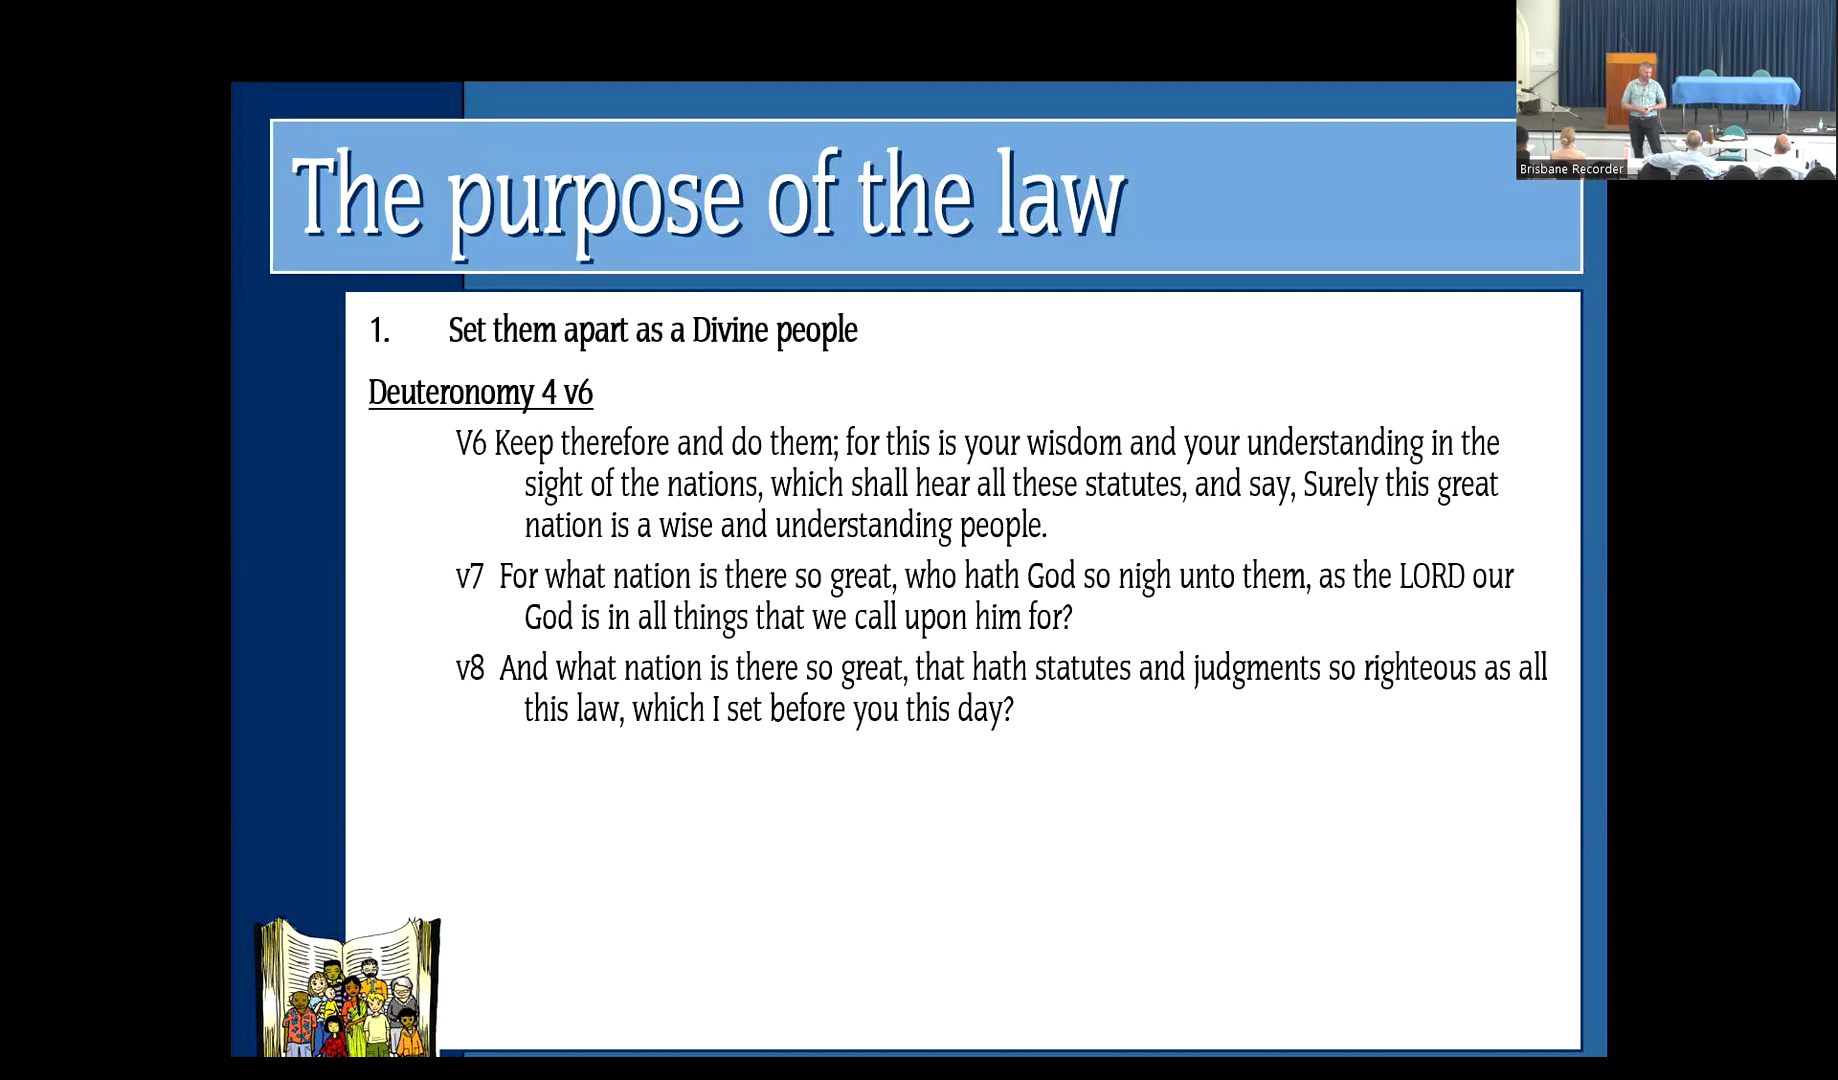 The purpose of the law
Brisbane Recorder
1. Set them apart as a Divine people
Deuteronomy 4 v6
V6 Keep therefore and do them; for this is your wisdom and your understanding in the
sight of the nations, which shall hear all these statutes, and say, Surely this great
nation is a wise and understanding people.
v7 For what nation is there so great, who hath God so nigh unto them, as the LORD our
God is in all things that we call upon him for?
v8 And what nation is there so great, that hath statutes and judgments so righteous as all
this law, which I set before you this day?